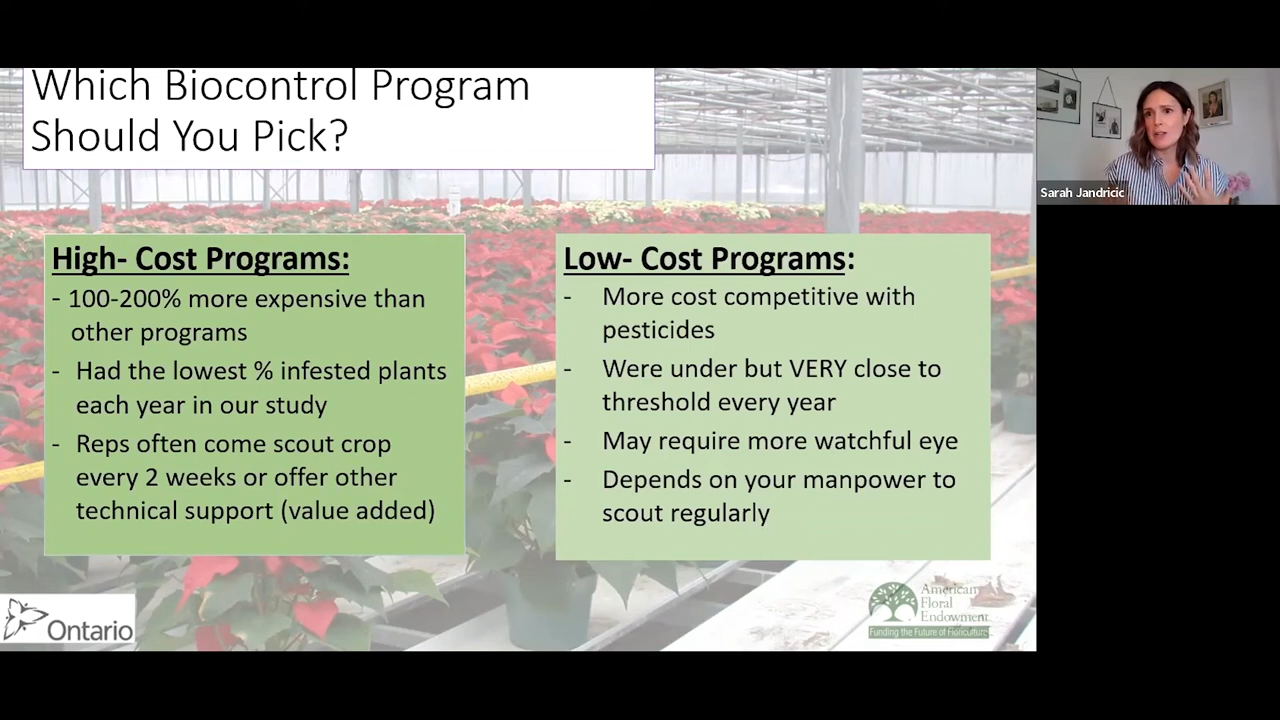 Which Biocontrol Program
Should You Pick?
High- Cost Programs:
- 100-200% more expensive than
other programs
- Had the lowest % infested plants
each year in our study
- Reps often come scout crop
every 2 weeks or offer other
technical support (value added)
Low- Cost Programs:
- More cost competitive with
pesticides
- Were under but VERY close to
threshold every year
- May require more watchful eye
- Depends on your manpower to
scout regularly
Sarah Jandricic
Ontario
American
Floral
Endowment
Funding the Future of Floriculture